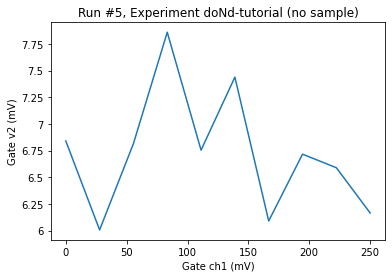 Run #5, Experiment doNd-tutorial (no sample)
7.75
7.5
7.25
7
6.75
6.5
6.25
6
Gate v2 (mV)
0 50 100 150 200 250
Gate ch1 (mV)